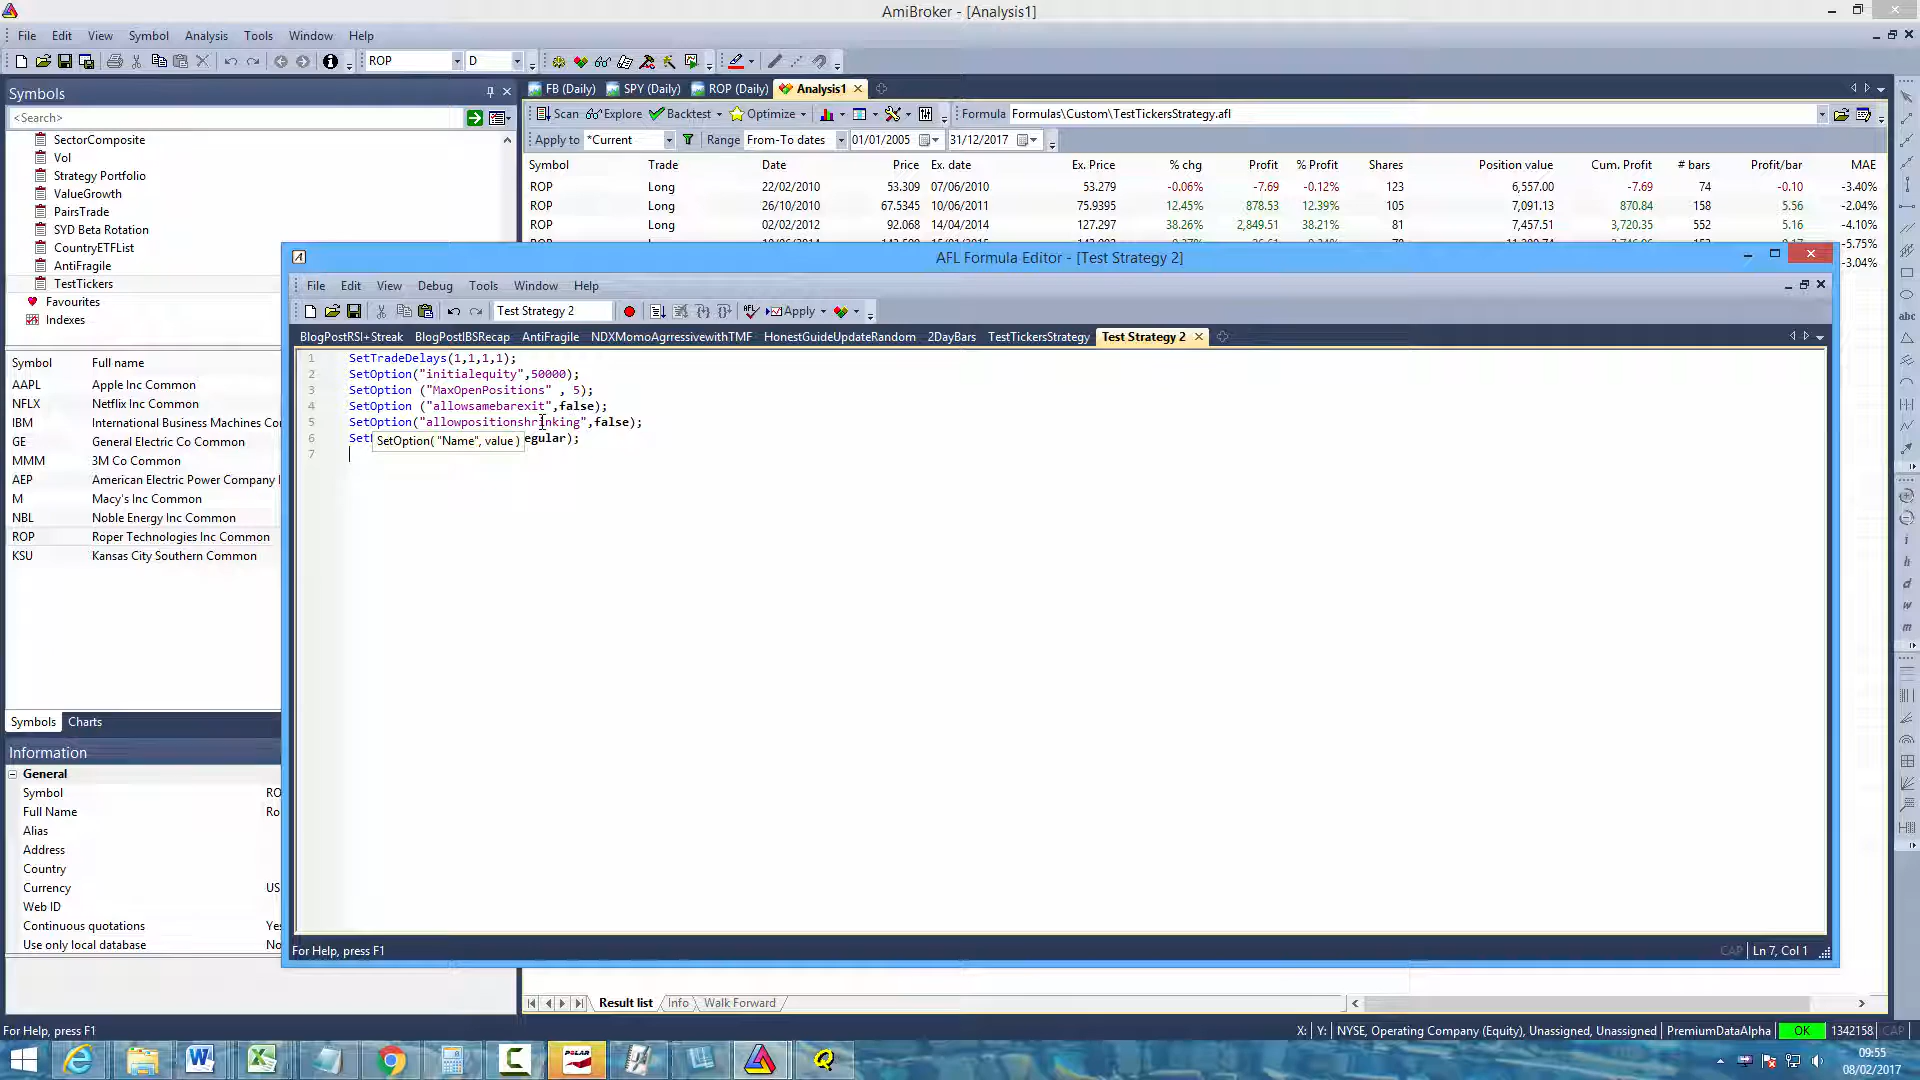 AmiBroker - [Analysis1]
File Edit View Symbol Analysis Tools Window Help
ROP D
Symbols
<Search>
SectorComposite
Vol
Strategy Portfolio
ValueGrowth
PairsTrade
SYD Beta Rotation
CountryETFList
AntiFragile
TestTickers
Favourites
Indexes
Symbol Full name
AAPL Apple Inc Common
NFLX Netflix Inc Common
IBM International Business Machines Co
GE General Electric Co Common
MMM 3M Co Common
AEP American Electric Power Company I
M Macy's Inc Common
NBL Noble Energy Inc Common
ROP Roper Technologies Inc Common
KSU Kansas City Southern Common
Symbols Charts
Information
General
Symbol RO
Full Name Ro
Alias
Address
Country
Currency US
Web ID
Continuous quotations Yes
Use only local database No
FB (Daily) SPY (Daily) ROP (Daily) Analysis1
Scan Explore Backtest Optimize Formula Formulas\Custom\TestTickersStrategy.afl
Apply to *Current Range From-To dates 01/01/2005 31/12/2017
Symbol Trade Date Price Ex. date Ex. Price % chg Profit % Profit Shares Position value Cum. Profit # bars Profit/bar MAE
ROP Long 22/02/2010 53.309 07/06/2010 53.279 -0.06% -7.69 -0.12% 123 6,557.00 -7.69 74 -0.10 -3.40%
ROP Long 26/10/2010 67.5345 10/06/2011 75.9395 12.45% 878.53 12.39% 105 7,091.13 870.84 158 5.56 -2.04%
ROP Long 02/02/2012 92.068 14/04/2014 127.297 38.26% 2,849.51 38.21% 81 7,457.51 3,720.35 552 5.16 -4.10%
-5.75%
-3.04%
AFL Formula Editor - [Test Strategy 2]
File Edit View Debug Tools Window Help
Test Strategy 2 Apply
BlogPostRSI+Streak BlogPostIBSRecap AntiFragile NDXMomoAgrressivewithTMF HonestGuideUpdateRandom 2DayBars TestTickersStrategy Test Strategy 2
1 SetTradeDelays(1,1,1,1);
2 SetOption("initialequity",50000);
3 SetOption ("MaxOpenPositions" , 5);
4 SetOption ("allowsamebarexit",false);
5 SetOption("allowpositionshrinking",false);
6 Set egular);
SetOption( "Name", value )
7
For Help, press F1 CAP Ln 7, Col 1
Result list Info Walk Forward
For Help, press F1 X: Y: NYSE, Operating Company (Equity), Unassigned, Unassigned PremiumDataAlpha OK 1342158 CAP
09:55
08/02/2017